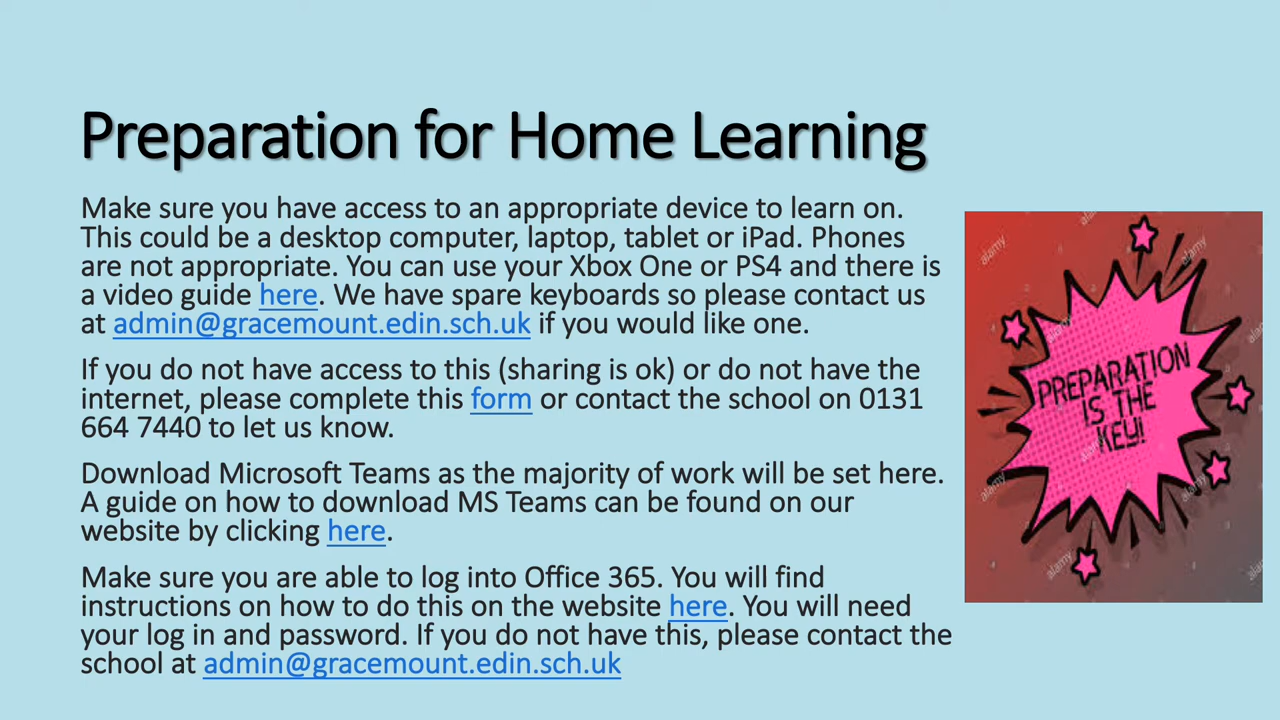 Preparation for Home Learning
Make sure you have access to an appropriate device to learn on.
This could be a desktop computer, laptop, tablet or iPad. Phones
are not appropriate. You can use your Xbox One or PS4 and there is
a video guide here. We have spare keyboards so please contact us
at admin@gracemount.edin.sch.uk if you would like one.
If you do not have access to this (sharing is ok) or do not have the
internet, please complete this form or contact the school on 0131
664 7440 to let us know.
Download Microsoft Teams as the majority of work will be set here.
A guide on how to download MS Teams can be found on our
website by clicking here.
Make sure you are able to log into Office 365. You will find
instructions on how to do this on the website here. You will need
your log in and password. If you do not have this, please contact the
school at admin@gracemount.edin.sch.uk
alamy
alamy
PREPARATION
IS THE
KEY!
alamy
alamy